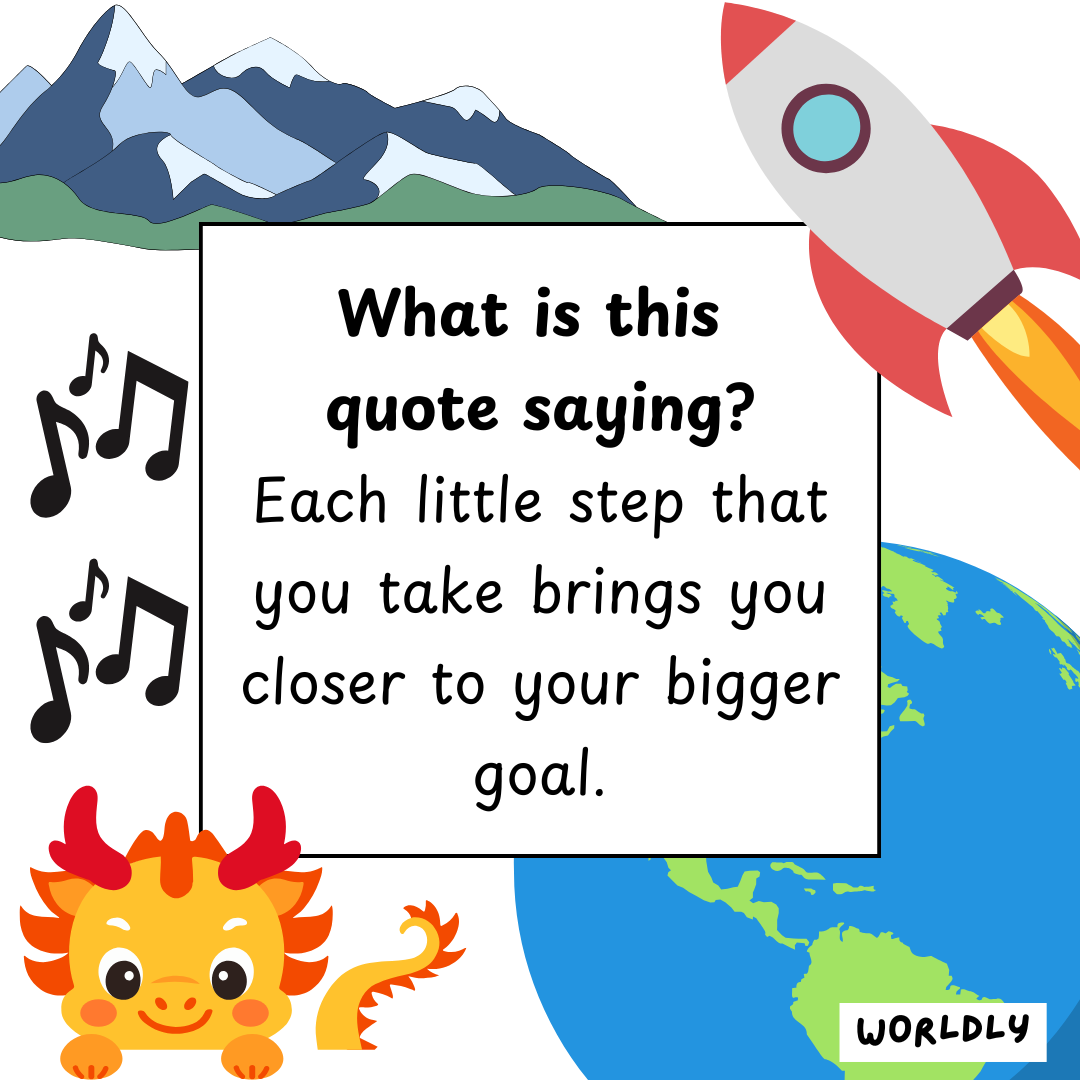 What is this
quote saying?
Each little step that
you take brings you
closer to your bigger
goal.
WORLDLY